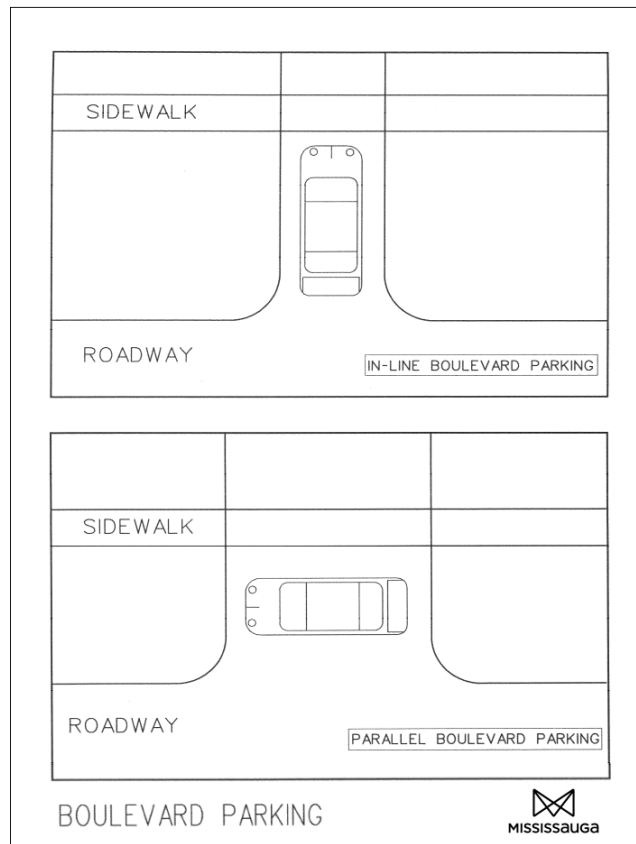 SIDEWALK
ROADWAY
IN-LINE BOULEVARD PARKING
SIDEWALK
ROADWAY
PARALLEL BOULEVARD PARKING
BOULEVARD PARKING
MISSISSauGa